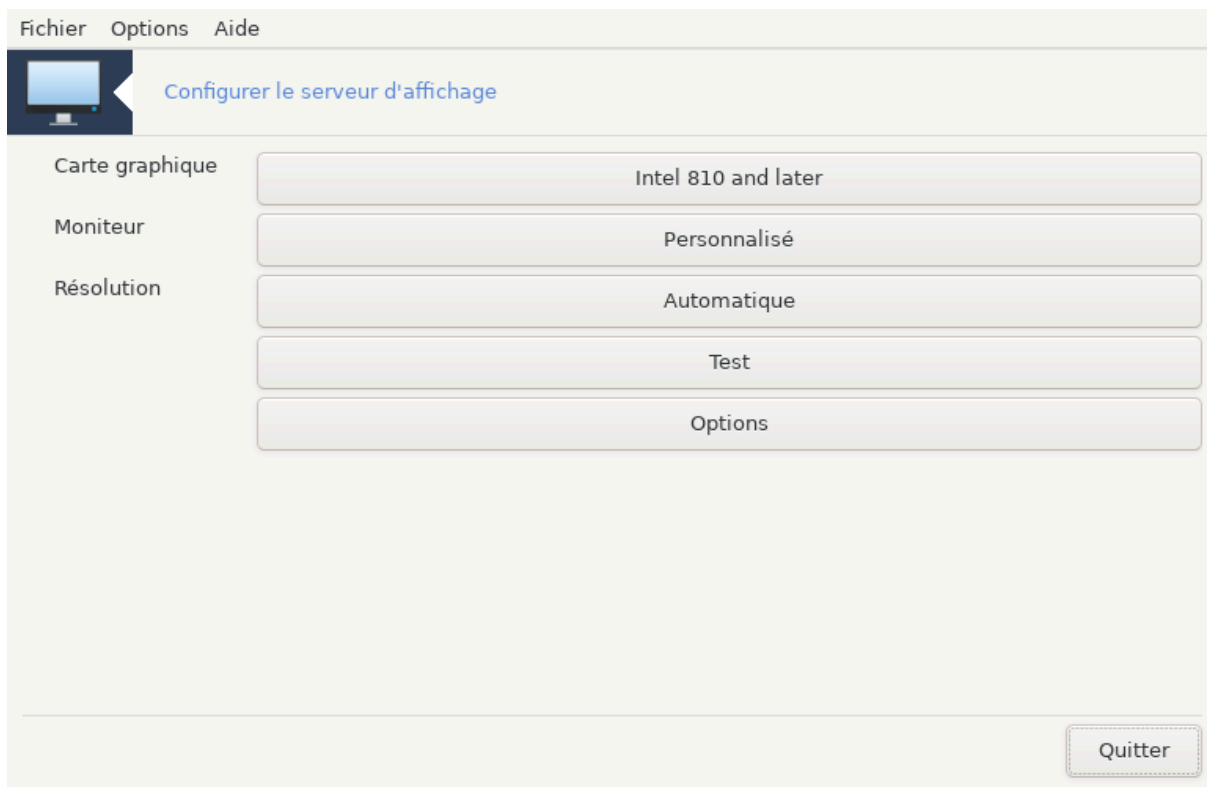 Fichier Options Aide
Configurer le serveur d'affichage
Carte graphique
Intel 810 and later
Moniteur
Personnalisé
Résolution
Automatique
Test
Options
Quitter